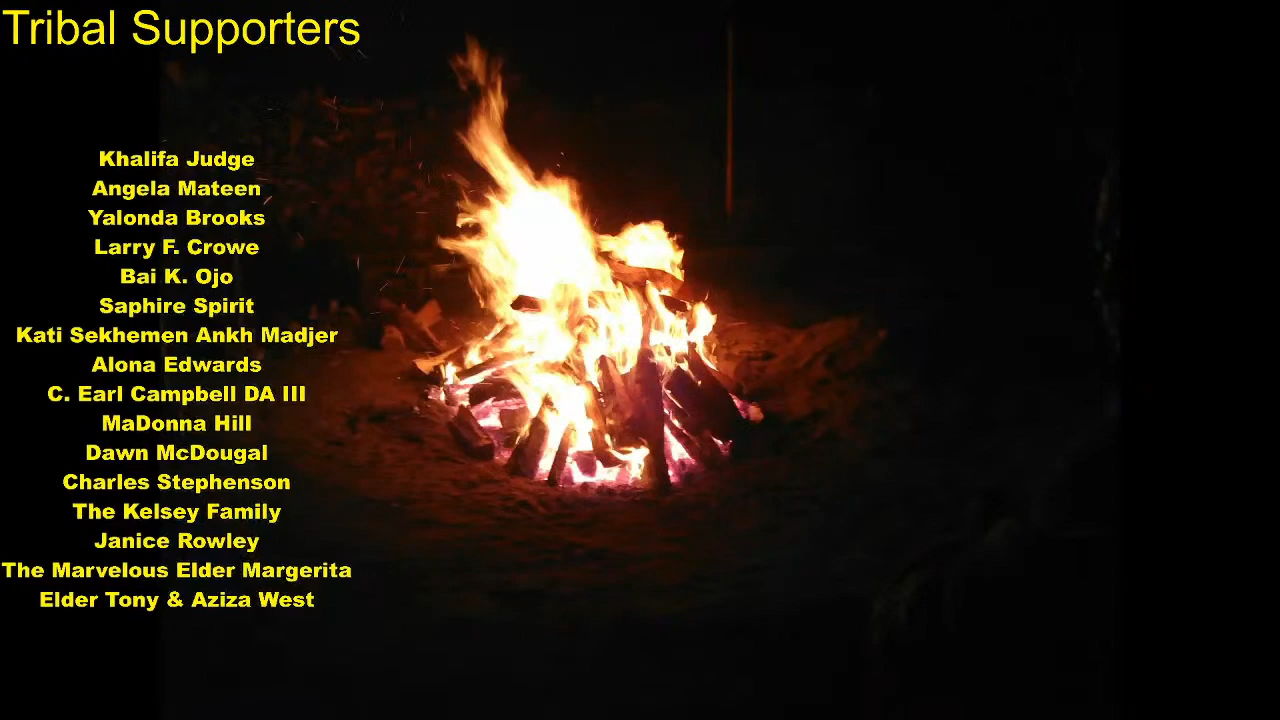 Tribal Supporters
Khalifa Judge
Angela Mateen
Yalonda Brooks
Larry F. Crowe
Bai K. Ojo
Saphire Spirit
Kati Sekhemen Ankh Madjer
Alona Edwards
C. Earl Campbell DA III
MaDonna Hill
Dawn McDougal
Charles Stephenson
The Kelsey Family
Janice Rowley
The Marvelous Elder Margerita
Elder Tony & Aziza West